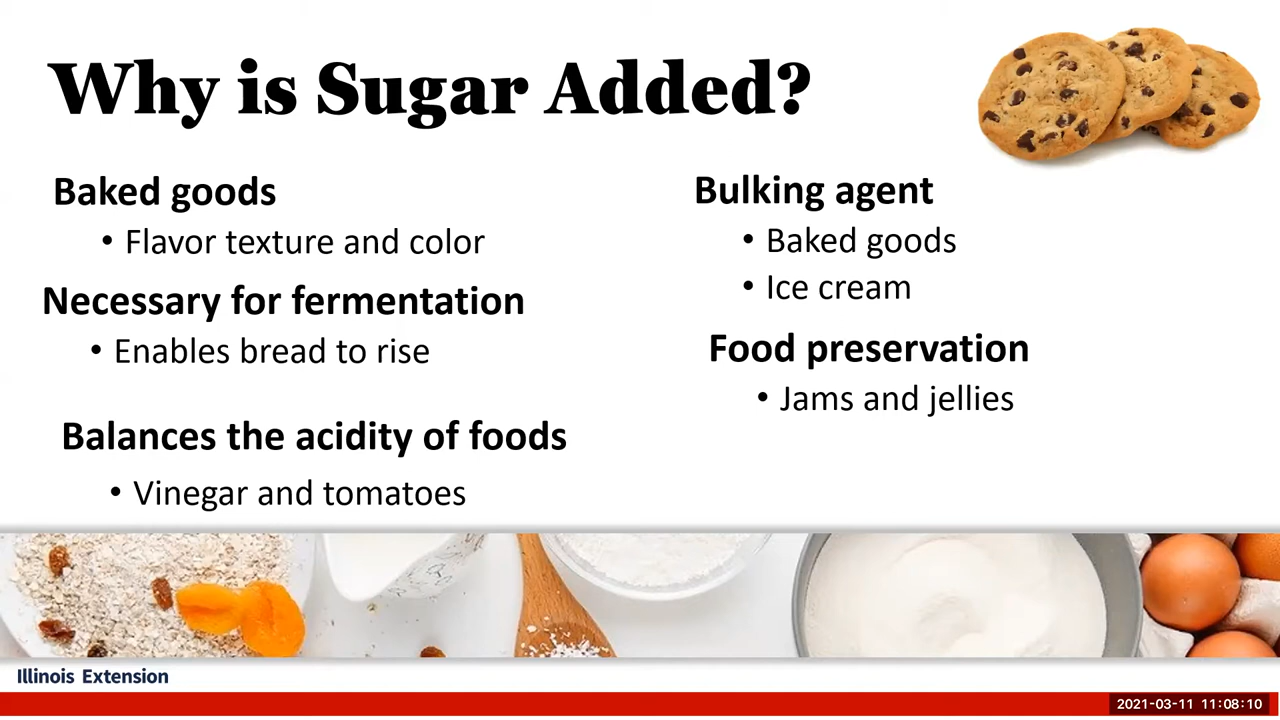 Why is Sugar Added?
Baked goods
• Flavor texture and color
Necessary for fermentation
• Enables bread to rise
Balances the acidity of foods
• Vinegar and tomatoes
Bulking agent
• Baked goods
• Ice cream
Food preservation
• Jams and jellies
Illinois Extension
2021-03-11 11:08:10